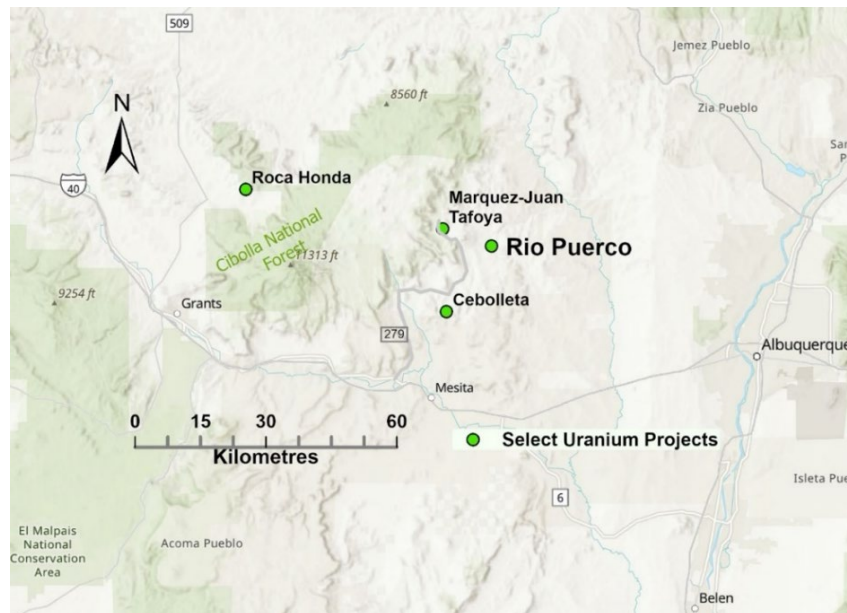 509
Jemez Pueblo
8560 ft
Zia Pueblo
N
40
Roca Honda
Marquez-Juan
Tafoya
Rio Puerco
Cibolla National
Forest
11313 ft
9254 ft
Grants
Cebolleta
279
Albuquerque
Mesita
0 15 30 60
Kilometres
Select Uranium Projects
6
Isleta Pue
El Malpais
National
Conservation
Area
Acoma Pueblo
Belen